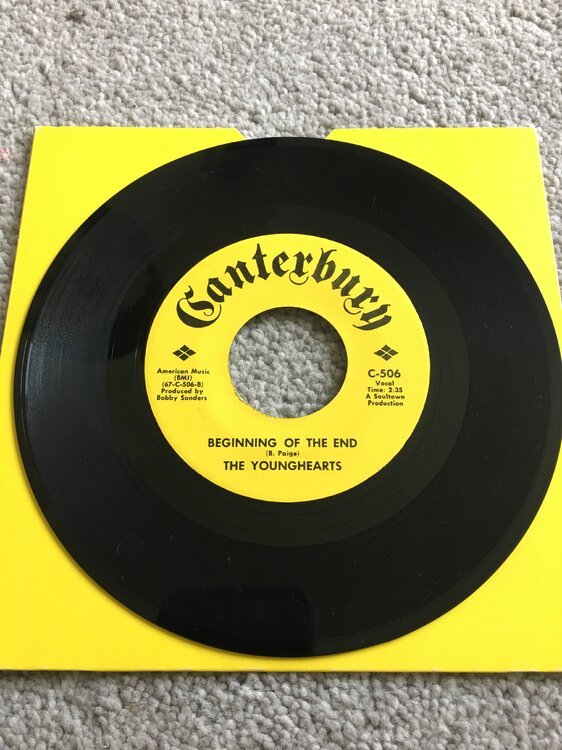 Canterbury
American Music
(BMI)
(67-C-506-B)
Produced by
Bobby Sanders
C-506
Vocal
Time: 2:35
A Soultown
Production
BEGINNING OF THE END
(B. Paige)
THE YOUNGHEARTS